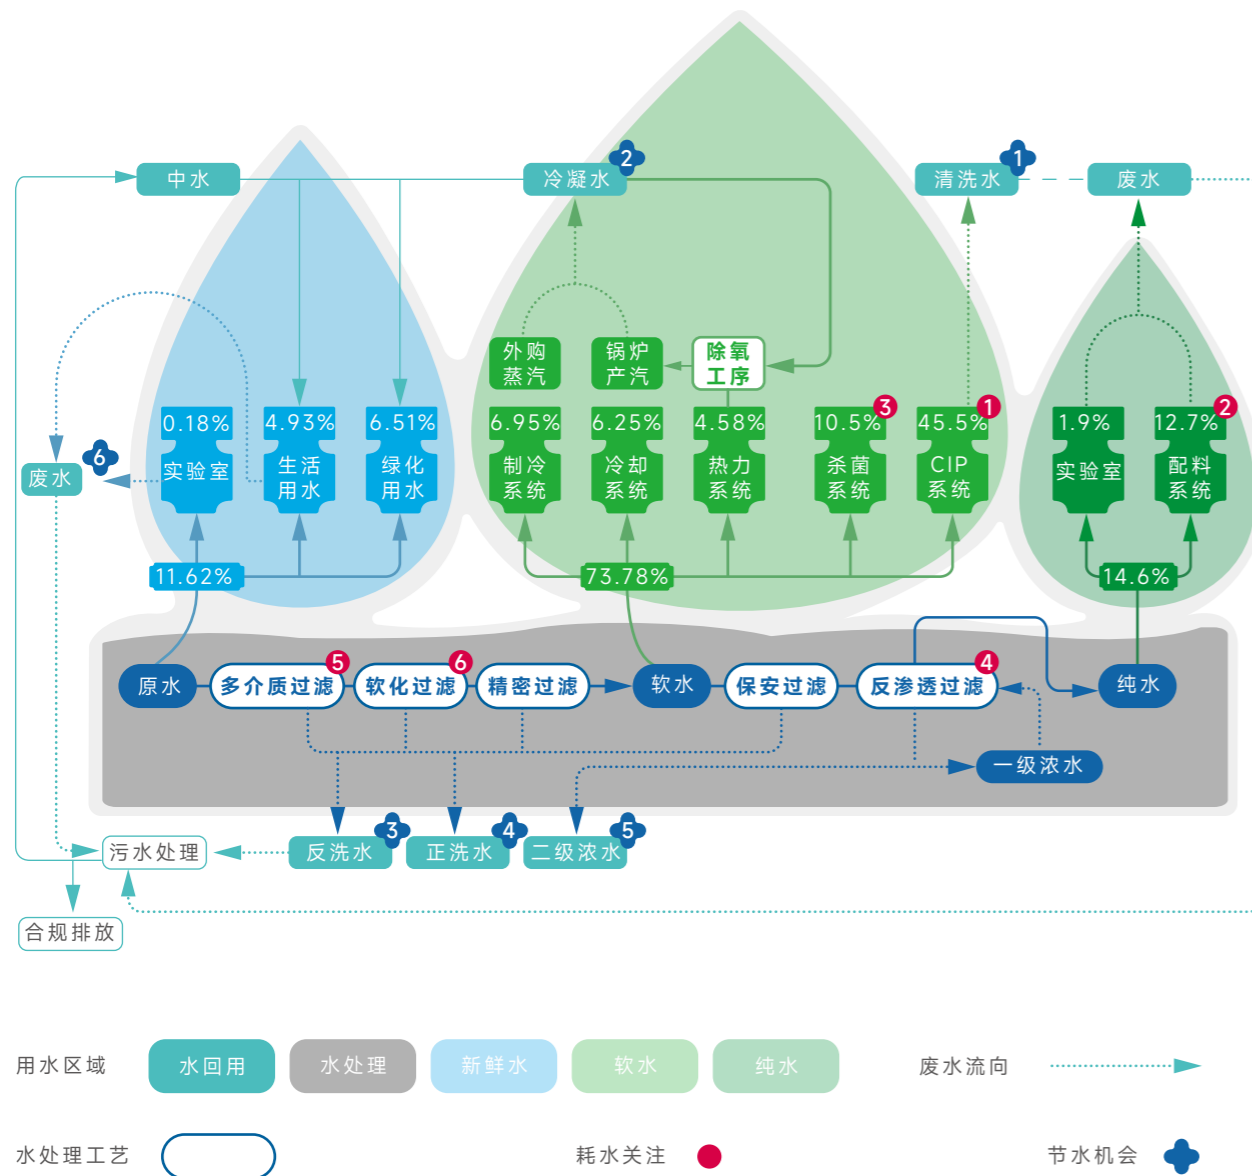 中水
冷凝水
2
清洗水
1
废水
外购
蒸汽
锅炉
产汽
除氧
工序
0.18%
实验室
4.93%
生活
用水
6.51%
绿化
用水
6.95%
制冷
系统
6.25%
冷却
系统
4.58%
热力
系统
10.5%
3
杀菌
系统
45.5%
1
CIP
系统
1.9%
实验室
12.7%
2
配料
系统
废水
6
11.62%
73.78%
14.6%
原水
多介质过滤
5
软化过滤
6
精密过滤
软水
保安过滤
反渗透过滤
4
纯水
一级浓水
污水处理
反洗水
3
正洗水
4
二级浓水
5
合规排放
用水区域
水回用
水处理
新鲜水
软水
纯水
废水流向
水处理工艺
耗水关注
节水机会